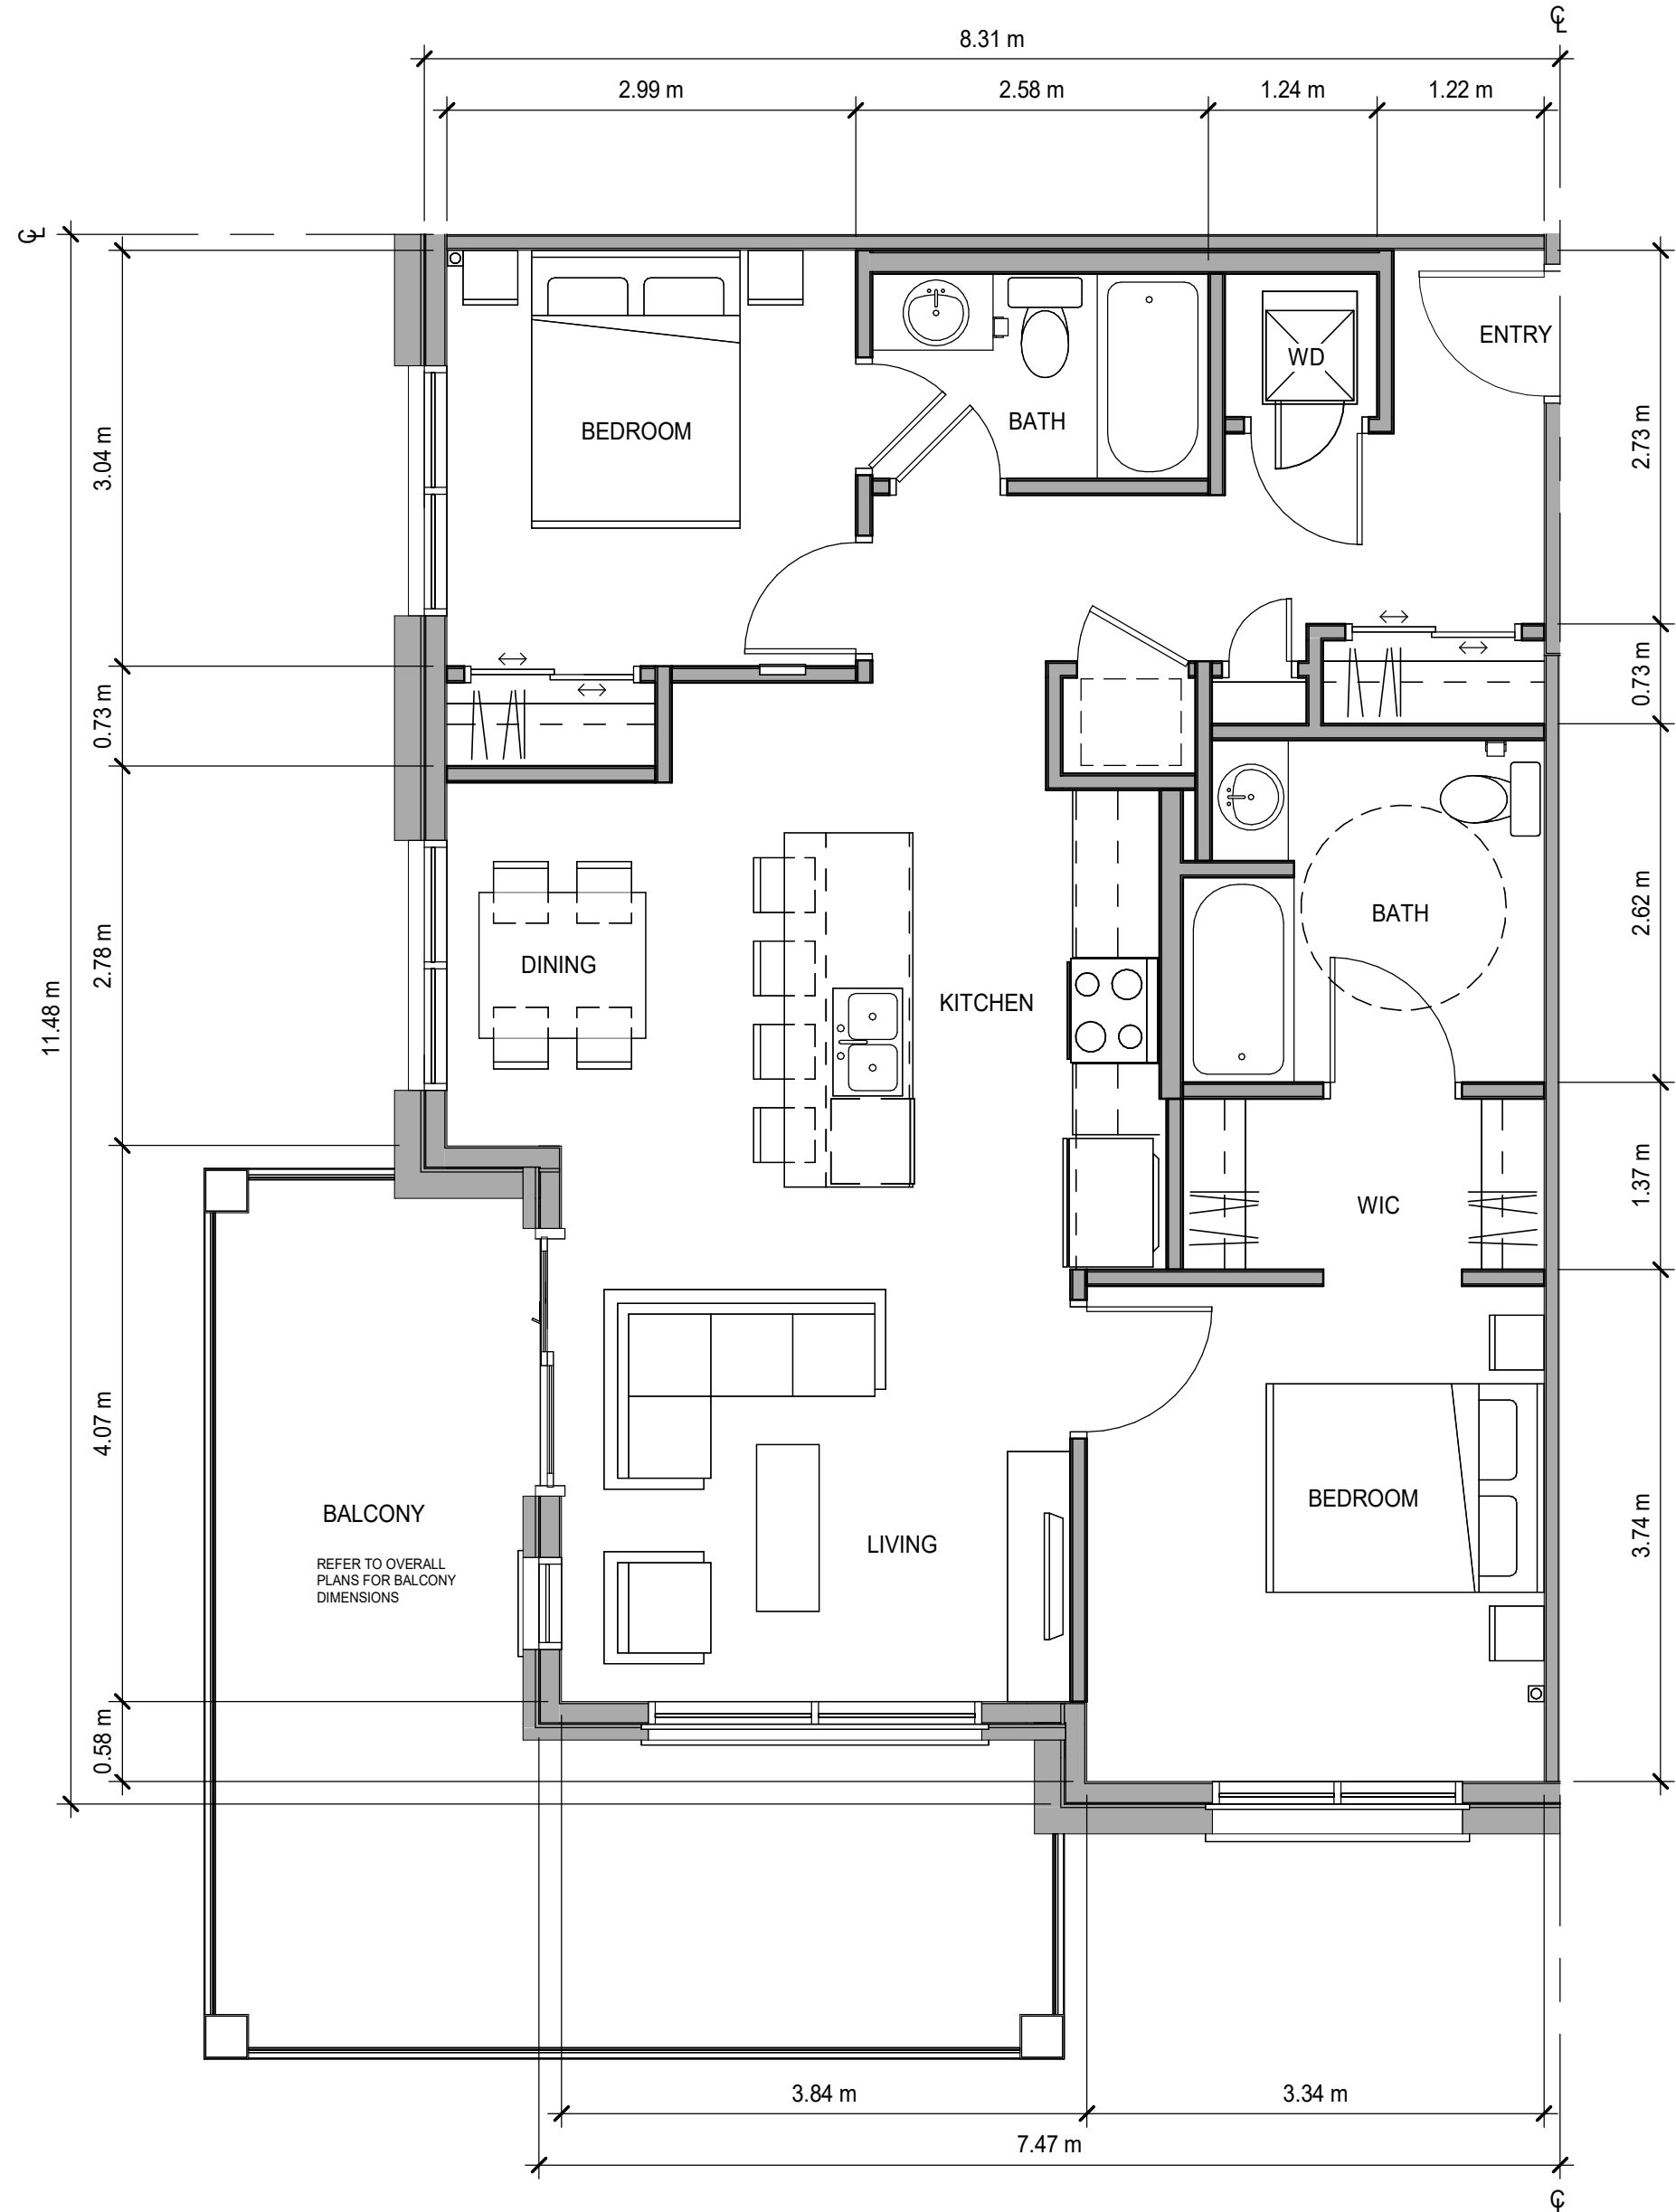 ℄
8.31 m
2.99 m
2.58 m
1.24 m
1.22 m
℄
ENTRY
WD
BATH
BEDROOM
3.04 m
2.73 m
0.73 m
0.73 m
BATH
2.62 m
DINING
2.78 m
KITCHEN
11.48 m
WIC
1.37 m
4.07 m
BEDROOM
BALCONY
LIVING
3.74 m
REFER TO OVERALL
PLANS FOR BALCONY
DIMENSIONS
0.58 m
3.84 m
3.34 m
7.47 m
℄